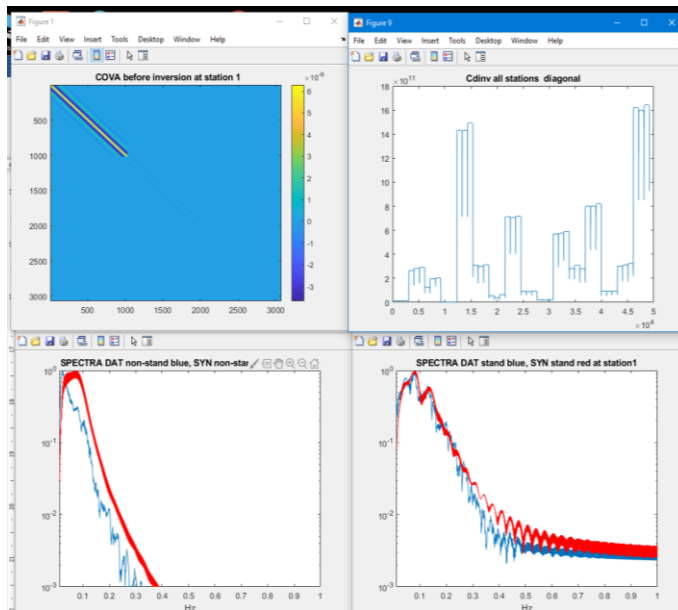 Figure 1
File Edit View Insert Tools Desktop Window Help
COVA before inversion at station 1
×10⁻⁹
6
5
4
3
2
1
0
-1
-2
-3
500
1000
1500
2000
2500
3000
500 1000 1500 2000 2500 3000
Figure 9
File Edit View Insert Tools Desktop Window Help
Cdinv all stations diagonal
×10¹¹
18
16
14
12
10
8
6
4
2
0
0 0.5 1 1.5 2 2.5 3 3.5 4 4.5 5
×10⁴
SPECTRA DAT non-stand blue, SYN non-sta
10⁰
10⁻¹
10⁻²
10⁻³
0.1 0.2 0.3 0.4 0.5 0.6 0.7 0.8 0.9 1
Hz
SPECTRA DAT stand blue, SYN stand red at station1
10⁰
10⁻¹
10⁻²
10⁻³
0.1 0.2 0.3 0.4 0.5 0.6 0.7 0.8 0.9 1
Hz